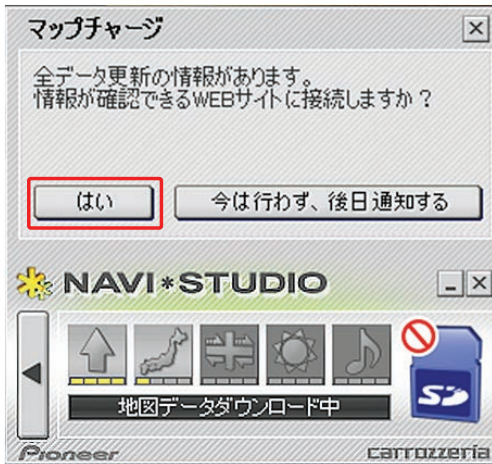 マップチャージ
全データ更新の情報があります。
情報が確認できるWEBサイトに接続しますか？
はい
今は行わず、後日通知する
NAVI*STUDIO
地図データダウンロード中
SD
Pioneer
carrozzeria